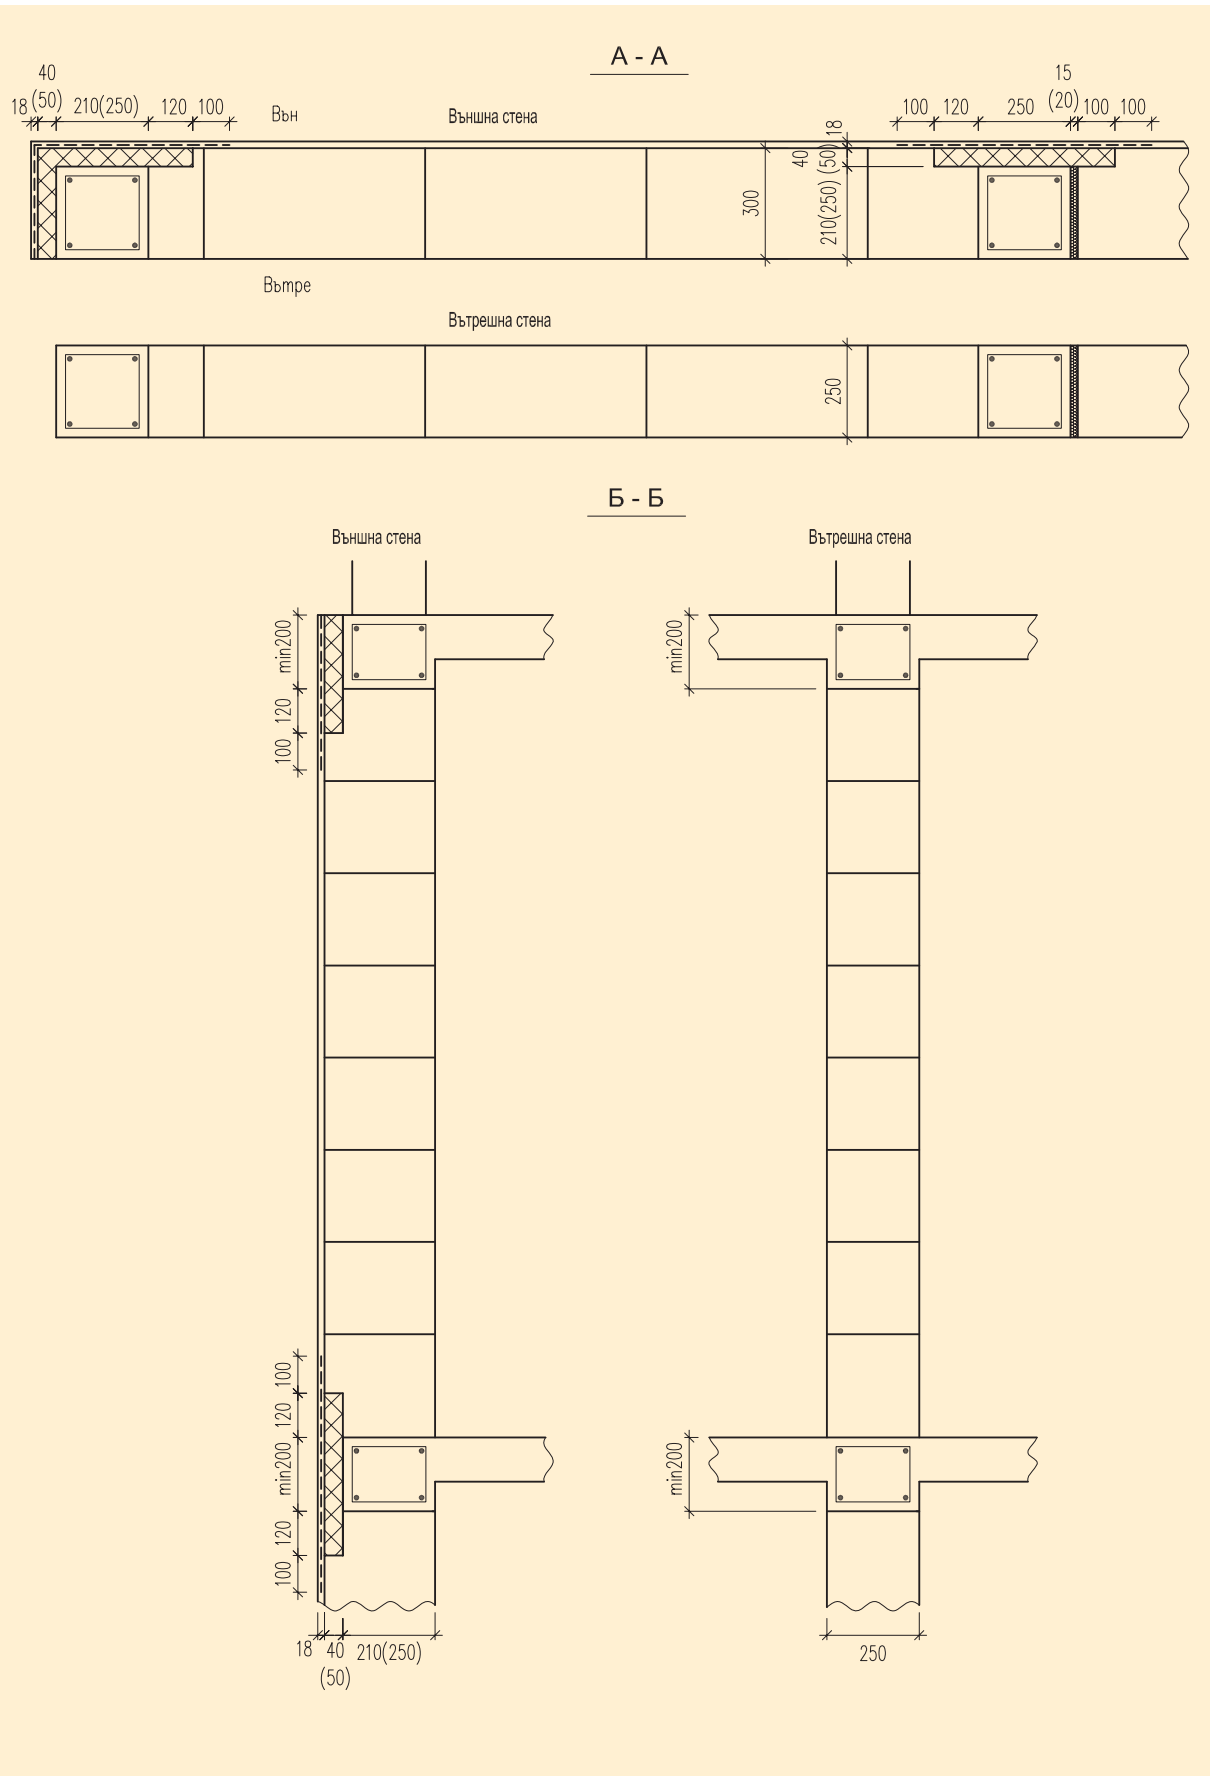 А - А
40
15
18 (50) 210(250) 120 100
Вън
Външна стена
100 120 250 (20) 100 100
18
40 (50)
210(250)
300
Вътре
Вътрешна стена
250
Б - Б
Външна стена
Вътрешна стена
min200
120
100
min200
100
120
min200
120
100
min200
18 40 210(250)
(50)
250